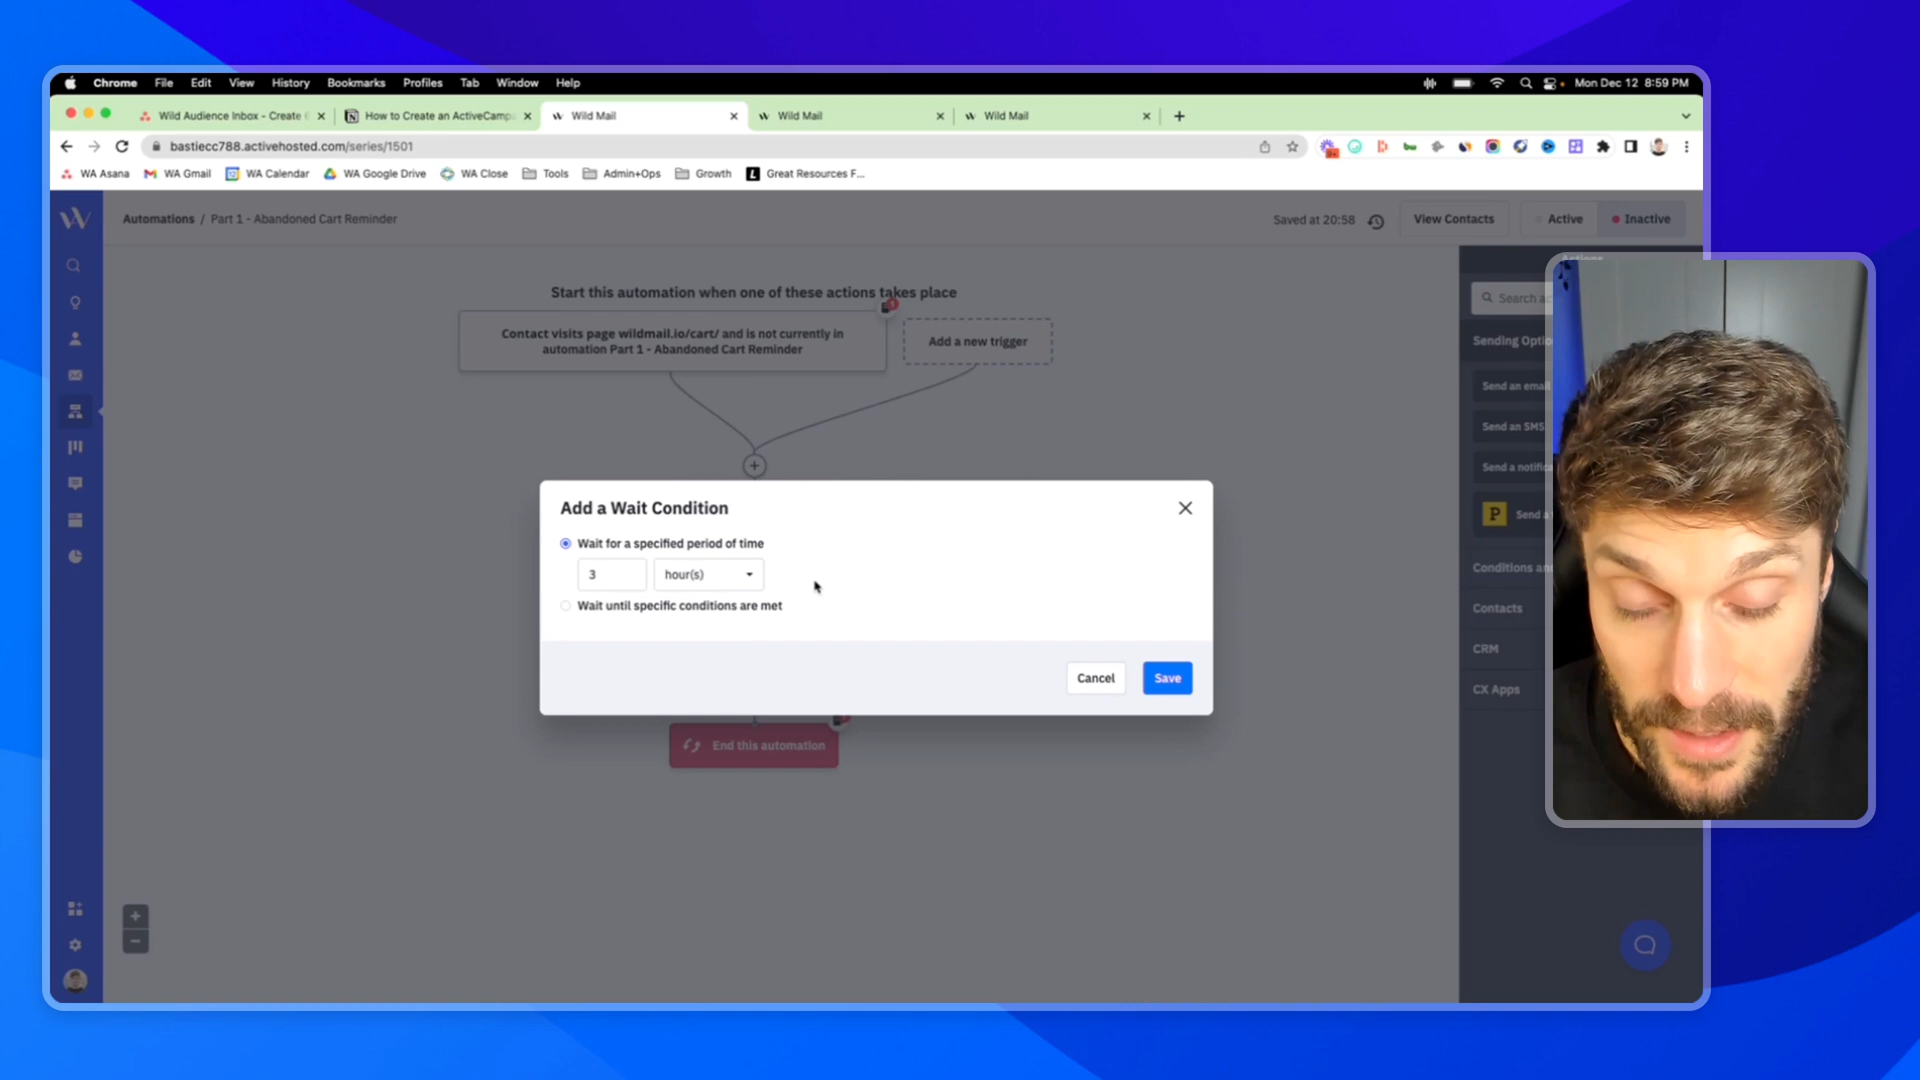 Chrome File Edit View History Bookmarks Profiles Tab Window Help
Mon Dec 12 8:59 PM
Wild Audience Inbox - Create
How to Create an ActiveCamp
Wild Mail
Wild Mail
Wild Mail
bastiecc788.activehosted.com/series/1501
WA Asana
WA Gmail
WA Calendar
WA Google Drive
WA Close
Tools
Admin+Ops
Growth
L
Great Resources F...
Automations / Part 1 - Abandoned Cart Reminder
Saved at 20:58
View Contacts
Active
Inactive
Start this automation when one of these actions takes place
Contact visits page wildmail.io/cart/ and is not currently in
automation Part 1 - Abandoned Cart Reminder
Add a new trigger
Add a Wait Condition
Wait for a specified period of time
3
hour(s)
Wait until specific conditions are met
Cancel
Save
End this automation
Actions
Search
Sending
Send an email
Send an SMS
Send a
P
Send a
Conditions
Contacts
CRM
CX Apps